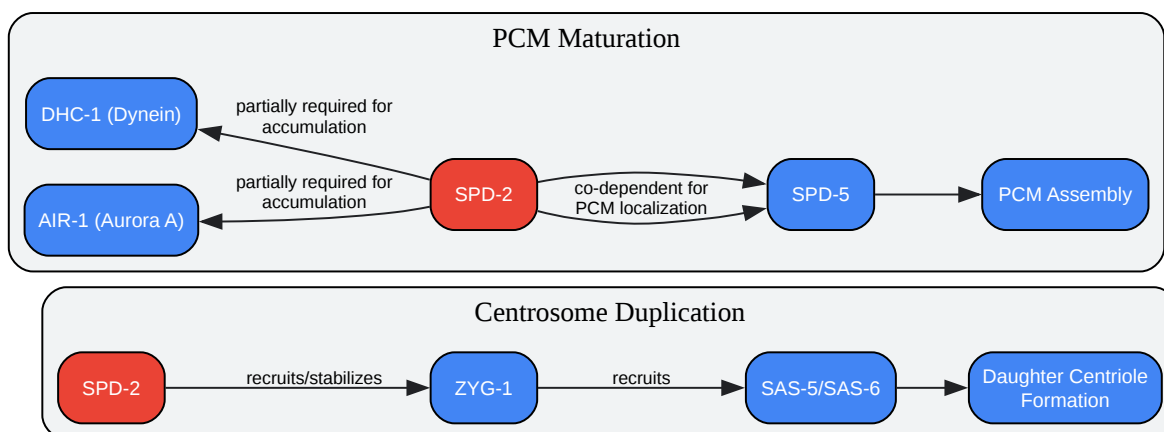 PCM Maturation
DHC-1 (Dynein)
partially required for
accumulation
AIR-1 (Aurora A)
partially required for
accumulation
SPD-2
co-dependent for
PCM localization
SPD-5
PCM Assembly
Centrosome Duplication
SPD-2
recruits/stabilizes
ZYG-1
recruits
SAS-5/SAS-6
Daughter Centriole
Formation